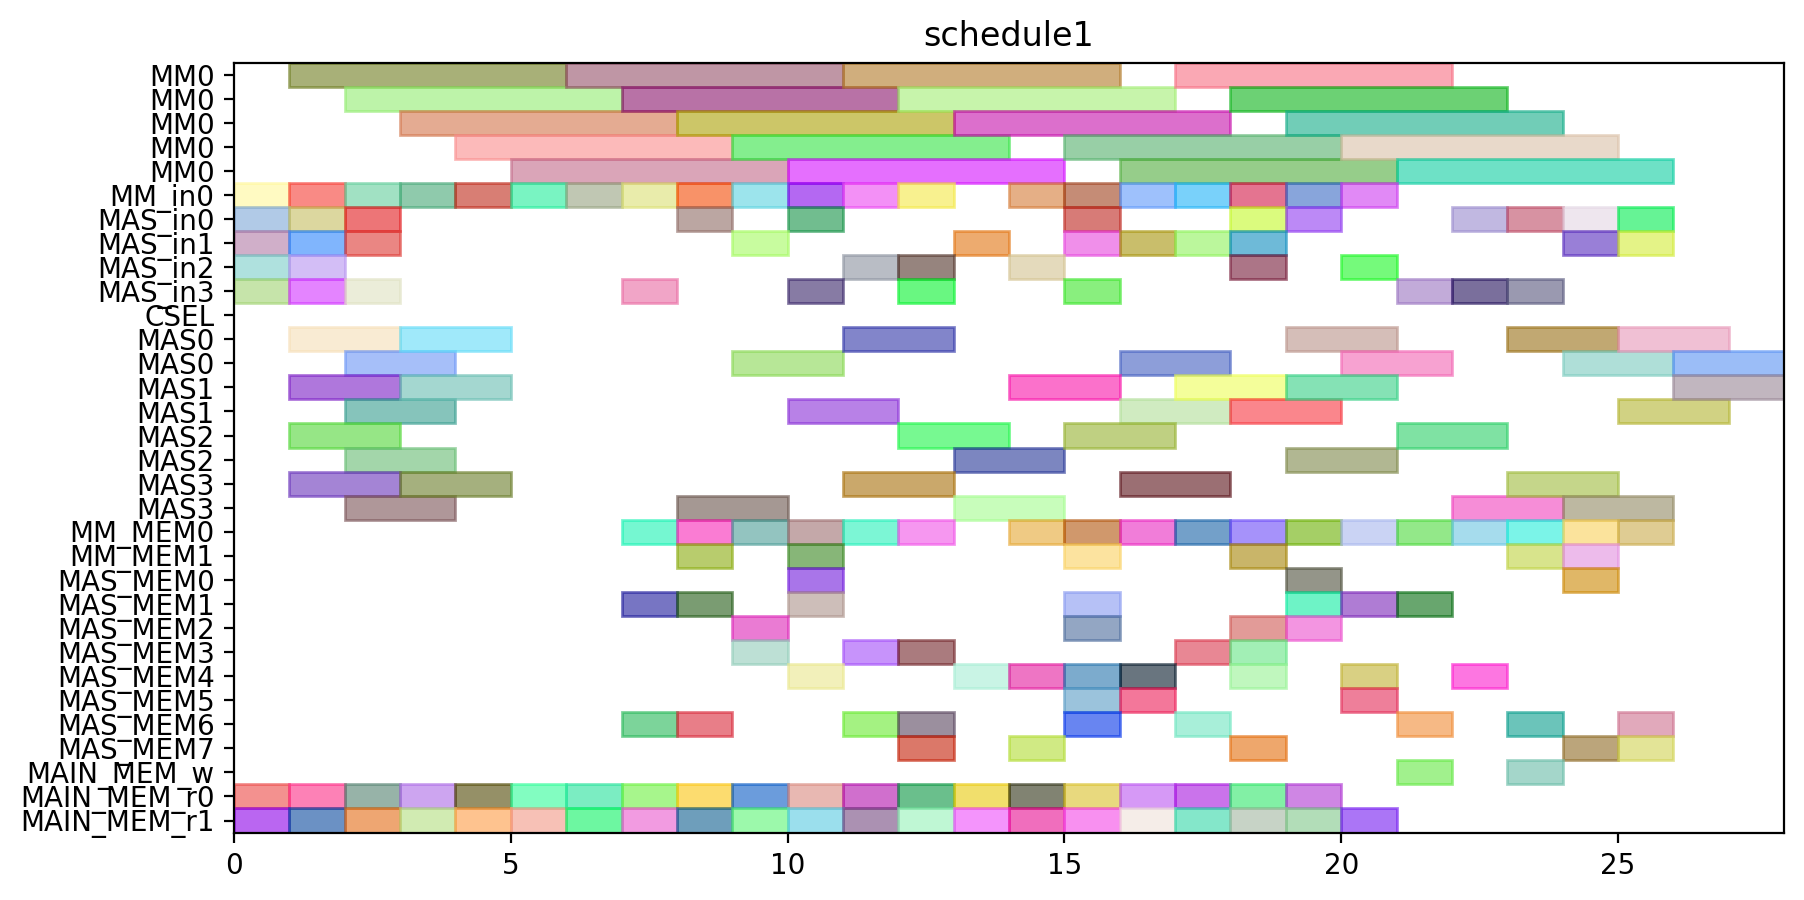 schedule1
MM0
MM0
MM0
MM0
MM0
MM_in0
MAS_in0
MAS_in1
MAS_in2
MAS_in3
CSEL
MAS0
MAS0
MAS1
MAS1
MAS2
MAS2
MAS3
MAS3
MM_MEM0
MM_MEM1
MAS_MEM0
MAS_MEM1
MAS_MEM2
MAS_MEM3
MAS_MEM4
MAS_MEM5
MAS_MEM6
MAS_MEM7
MAIN_MEM_w
MAIN_MEM_r0
MAIN_MEM_r1
0 5 10 15 20 25